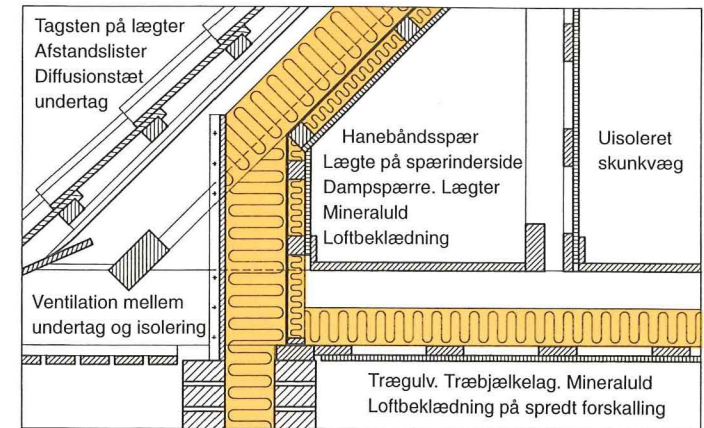 Tagsten på lægter
Afstandslister
Diffusionstæt
undertag
Hanebåndsspær
Lægte på spærinderside
Dampspærre. Lægter
Mineraluld
Loftbeklædning
Uisoleret
skunkvæg
Ventilation mellem
undertag og isolering
Trægulv. Træbjælkelag. Mineraluld
Loftbeklædning på spredt forskalling